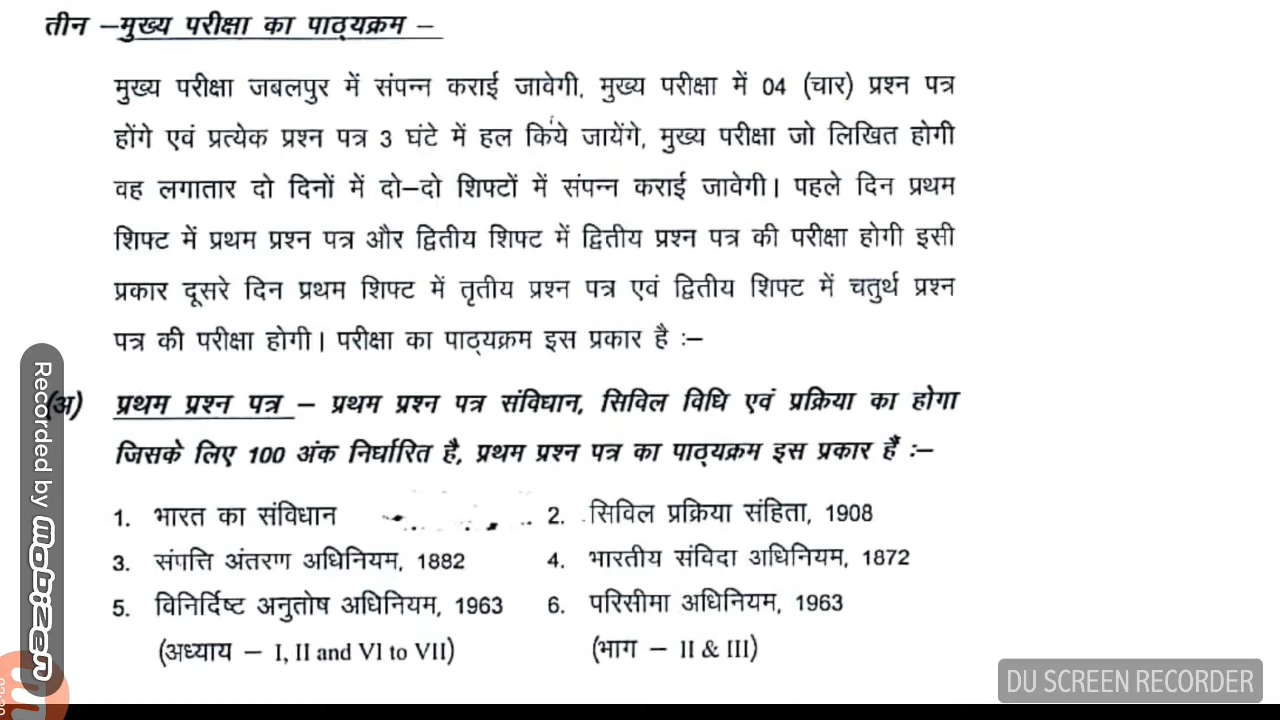 तीन –मुख्य परीक्षा का पाठ्यक्रम –
मुख्य परीक्षा जबलपुर में संपन्न कराई जावेगी, मुख्य परीक्षा में 04 (चार) प्रश्न पत्र
होंगे एवं प्रत्येक प्रश्न पत्र 3 घंटे में हल किये जायेंगे, मुख्य परीक्षा जो लिखित होगी
वह लगातार दो दिनों में दो–दो शिफ्टों में संपन्न कराई जावेगी। पहले दिन प्रथम
शिफ्ट में प्रथम प्रश्न पत्र और द्वितीय शिफ्ट में द्वितीय प्रश्न पत्र की परीक्षा होगी इसी
प्रकार दूसरे दिन प्रथम शिफ्ट में तृतीय प्रश्न पत्र एवं द्वितीय शिफ्ट में चतुर्थ प्रश्न
पत्र की परीक्षा होगी। परीक्षा का पाठ्यक्रम इस प्रकार है :–
(अ) प्रथम प्रश्न पत्र – प्रथम प्रश्न पत्र संविधान, सिविल विधि एवं प्रक्रिया का होगा
जिसके लिए 100 अंक निर्धारित है, प्रथम प्रश्न पत्र का पाठ्यक्रम इस प्रकार हैं :–
1. भारत का संविधान 2. सिविल प्रक्रिया संहिता, 1908
3. संपत्ति अंतरण अधिनियम, 1882 4. भारतीय संविदा अधिनियम, 1872
5. विनिर्दिष्ट अनुतोष अधिनियम, 1963 6. परिसीमा अधिनियम, 1963
(अध्याय – I, II and VI to VII) (भाग – II & III)
Recorded by mobizen
DU SCREEN RECORDER